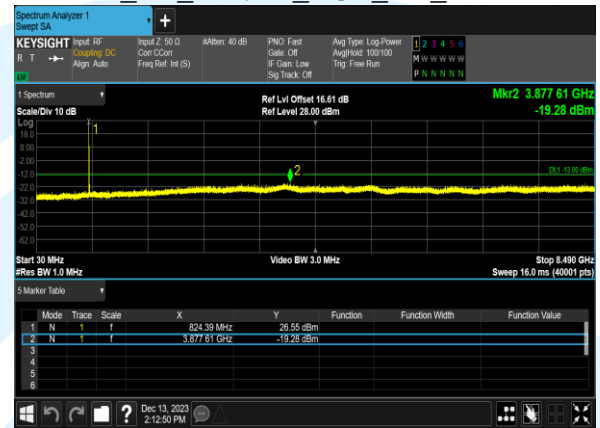 Spectrum Analyzer 1
Swept SA
+
KEYSIGHT
R T
LXI
Input: RF
Coupling: DC
Align: Auto
Input Z: 50 Ω
Corr CCorr
Freq Ref: Int (S)
#Atten: 40 dB
PNO: Fast
Gate: Off
IF Gain: Low
Sig Track: Off
Avg Type: Log-Power
Avg|Hold: 100/100
Trig: Free Run
1 2 3 4 5 6
M W W W W W
P N N N N N
1 Spectrum
Scale/Div 10 dB
Log
Ref Lvl Offset 16.61 dB
Ref Level 28.00 dBm
Mkr2 3.877 61 GHz
-19.28 dBm
18.0
8.00
-2.00
-12.0
-22.0
-32.0
-42.0
-52.0
-62.0
1
2
DL1 -13.00 dBm
Start 30 MHz
#Res BW 1.0 MHz
Video BW 3.0 MHz
Stop 8.490 GHz
Sweep 16.0 ms (40001 pts)
5 Marker Table
Mode Trace Scale X Y Function Function Width Function Value
1 N 1 f 824.39 MHz 26.55 dBm
2 N 1 f 3.877 61 GHz -19.28 dBm
3
4
5
6
?
Dec 13, 2023
2:12:50 PM